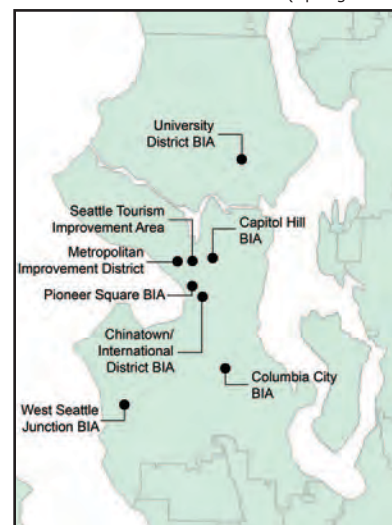 University
District BIA
Seattle Tourism
Improvement Area
Capitol Hill
BIA
Metropolitan
Improvement District
Pioneer Square BIA
Chinatown/
International
District BIA
Columbia City
BIA
West Seattle
Junction BIA